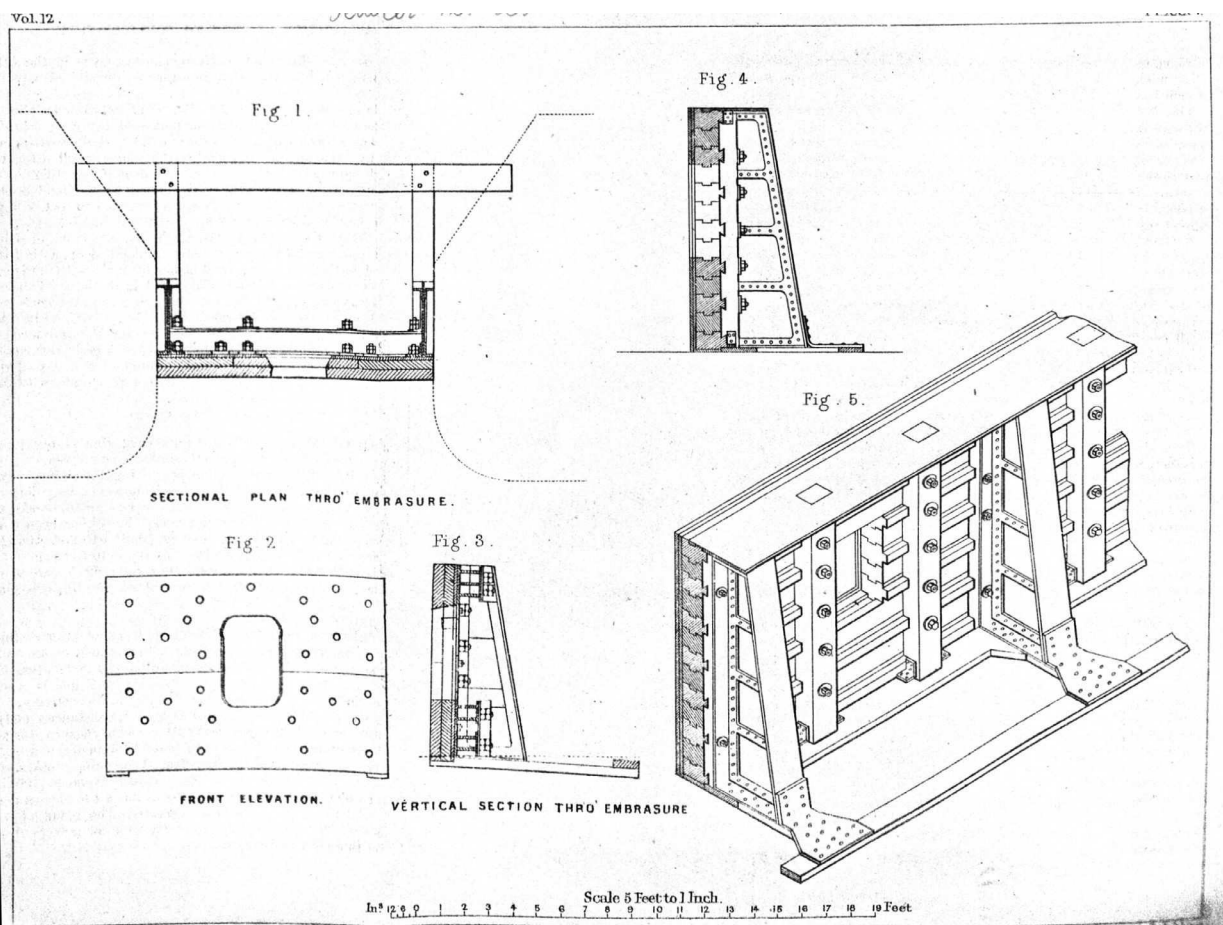 Vol. 12.
Fig. 1.
Fig. 4.
Fig. 5.
SECTIONAL PLAN THRO' EMBRASURE.
Fig. 2
Fig. 3.
FRONT ELEVATION.
VERTICAL SECTION THRO' EMBRASURE
Scale 5 Feet to 1 Inch.
Inˢ 12 6 0 1 2 3 4 5 6 7 8 9 10 11 12 13 14 15 16 17 18 19 Feet